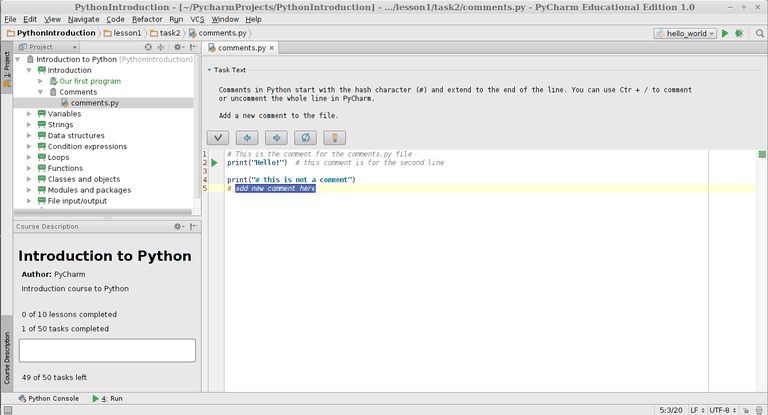 PythonIntroduction - [~/PycharmProjects/PythonIntroduction] - .../lesson1/task2/comments.py - PyCharm Educational Edition 1.0
File Edit View Navigate Code Refactor Run VCS Window Help
PythonIntroduction lesson1 task2 comments.py hello_world
1: Project
Project
comments.py
Introduction to Python (PythonIntroduction)
Introduction
Our first program
Comments
comments.py
Variables
Strings
Data structures
Condition expressions
Loops
Functions
Classes and objects
Modules and packages
File input/output
Task Text
Comments in Python start with the hash character (#) and extend to the end of the line. You can use Ctr + / to comment
or uncomment the whole line in PyCharm.
Add a new comment to the file.
1 # This is the comment for the comments.py file
2 print("Hello!") # this comment is for the second line
3
4 print("# this is not a comment")
5 # add new comment here
Course Description
Course Description
Introduction to Python
Author: PyCharm
Introduction course to Python
0 of 10 lessons completed
1 of 50 tasks completed
49 of 50 tasks left
Python Console 4: Run
5:3/20 LF UTF-8